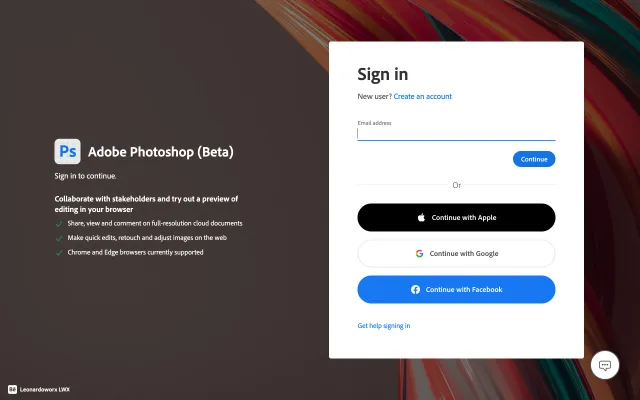 Ps Adobe Photoshop (Beta)
Sign in to continue.
Collaborate with stakeholders and try out a preview of
editing in your browser
Share, view and comment on full-resolution cloud documents
Make quick edits, retouch and adjust images on the web
Chrome and Edge browsers currently supported
Sign in
New user? Create an account
Email address
Continue
Or
Continue with Apple
Continue with Google
Continue with Facebook
Get help signing in
Leonardoworx LWX